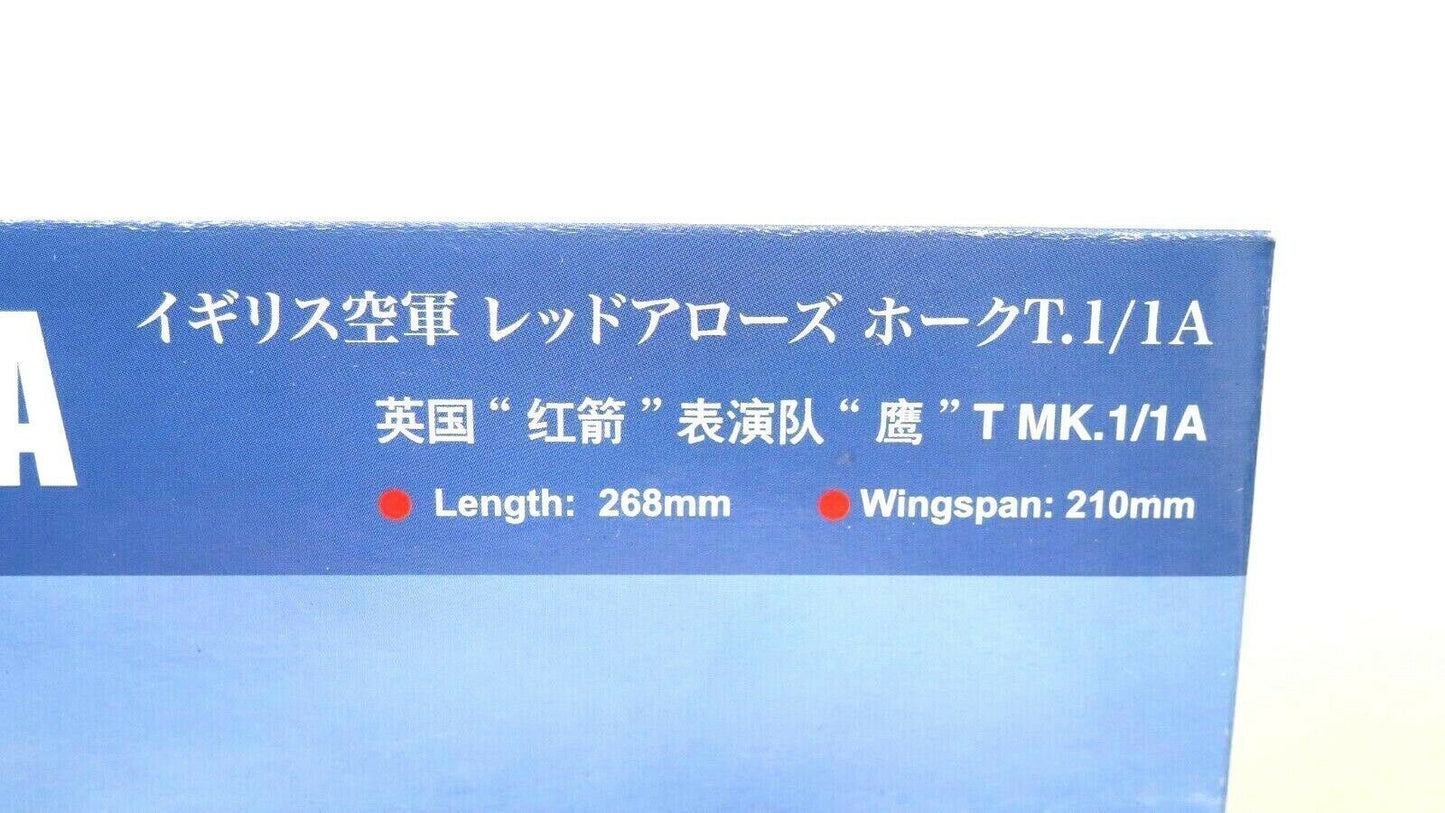 イギリス空軍 レッドアローズ ホークT.1/1A
A
英国“红箭”表演队“鹰”T MK.1/1A
Length: 268mm Wingspan: 210mm